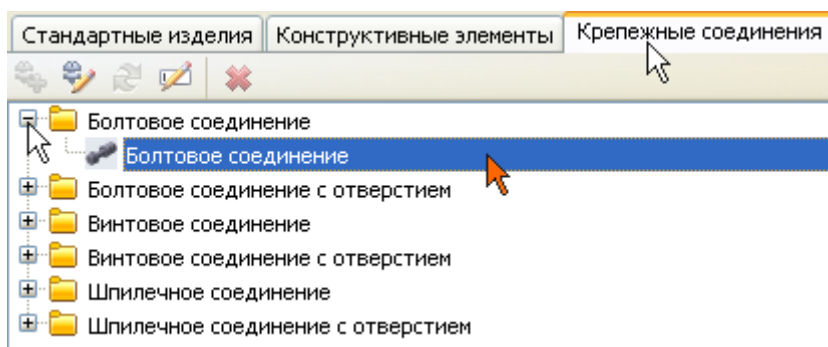 Стандартные изделия Конструктивные элементы Крепежные соединения
Болтовое соединение
Болтовое соединение
Болтовое соединение с отверстием
Винтовое соединение
Винтовое соединение с отверстием
Шпилечное соединение
Шпилечное соединение с отверстием